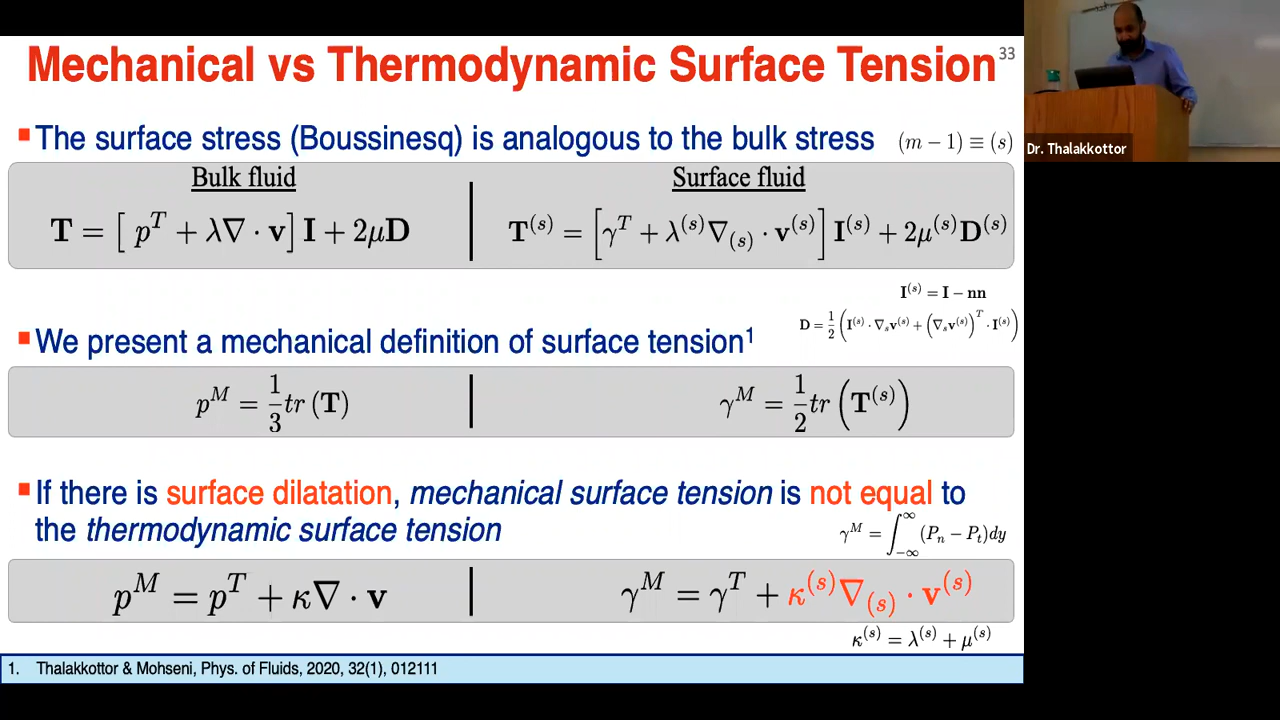 Mechanical vs Thermodynamic Surface Tension
33
▪The surface stress (Boussinesq) is analogous to the bulk stress
(m − 1) ≡ (s)
Bulk fluid
Surface fluid
T = [ p^T + λ∇ · v] I + 2μD
T^(s) = [γ^T + λ^(s)∇_(s) · v^(s)] I^(s) + 2μ^(s)D^(s)
I^(s) = I − nn
D = 1/2 (I^(s) · ∇_s v^(s) + (∇_s v^(s))^T · I^(s))
▪We present a mechanical definition of surface tension¹
p^M = 1/3 tr (T)
γ^M = 1/2 tr (T^(s))
▪If there is surface dilatation, mechanical surface tension is not equal to
the thermodynamic surface tension
γ^M = ∫_{−∞}^{∞} (P_n − P_t)dy
p^M = p^T + κ∇ · v
γ^M = γ^T + κ^(s)∇_(s) · v^(s)
κ^(s) = λ^(s) + μ^(s)
1. Thalakkottor & Mohseni, Phys. of Fluids, 2020, 32(1), 012111
Dr. Thalakkottor